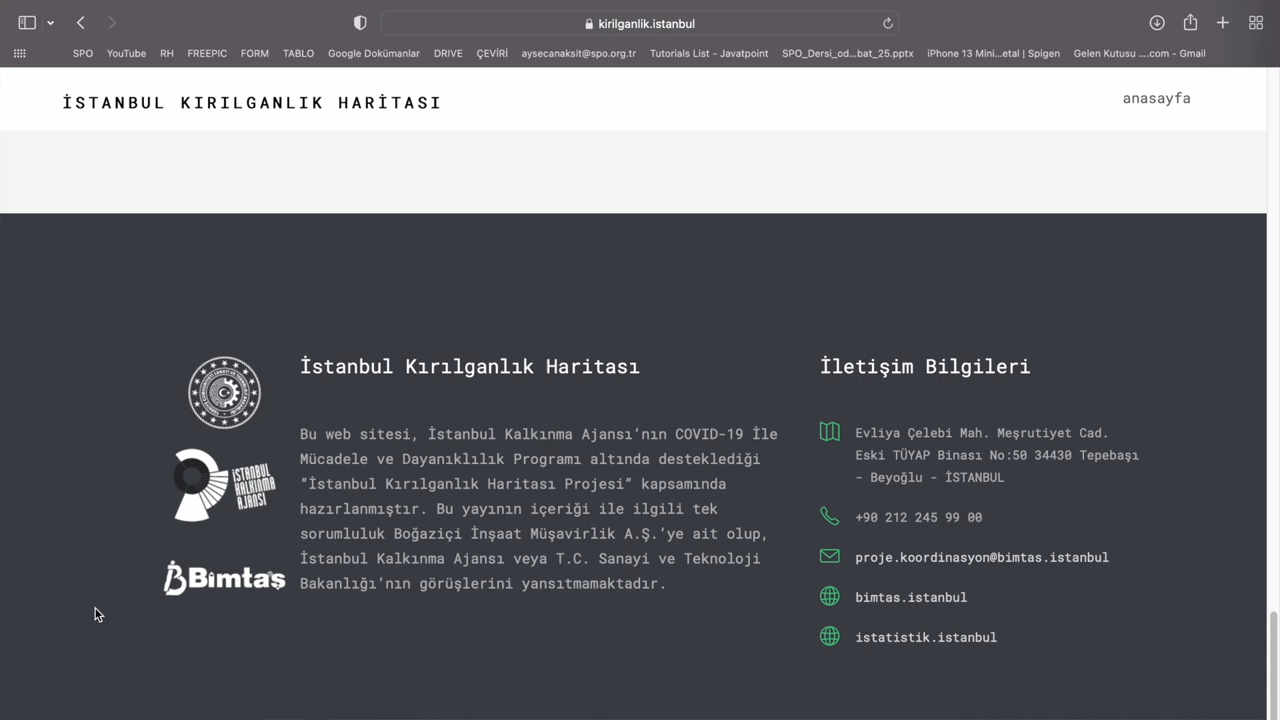 kirilganlik.istanbul
SPO YouTube RH FREEPIC FORM TABLO Google Dokümanlar DRIVE ÇEVİRİ aysecanaksit@spo.org.tr Tutorials List - Javatpoint SPO_Dersi_od...bat_25.pptx iPhone 13 Mini...etal | Spigen Gelen Kutusu ....com - Gmail
İSTANBUL KIRILGANLIK HARİTASI
anasayfa
İstanbul Kırılganlık Haritası
Bu web sitesi, İstanbul Kalkınma Ajansı’nın COVID-19 İle
Mücadele ve Dayanıklılık Programı altında desteklediği
“İstanbul Kırılganlık Haritası Projesi” kapsamında
hazırlanmıştır. Bu yayının içeriği ile ilgili tek
sorumluluk Boğaziçi İnşaat Müşavirlik A.Ş.’ye ait olup,
İstanbul Kalkınma Ajansı veya T.C. Sanayi ve Teknoloji
Bakanlığı’nın görüşlerini yansıtmamaktadır.
İSTANBUL
KALKINMA
AJANSI
Bimtaş
İletişim Bilgileri
Evliya Çelebi Mah. Meşrutiyet Cad.
Eski TÜYAP Binası No:50 34430 Tepebaşı
- Beyoğlu - İSTANBUL
+90 212 245 99 00
proje.koordinasyon@bimtas.istanbul
bimtas.istanbul
istatistik.istanbul